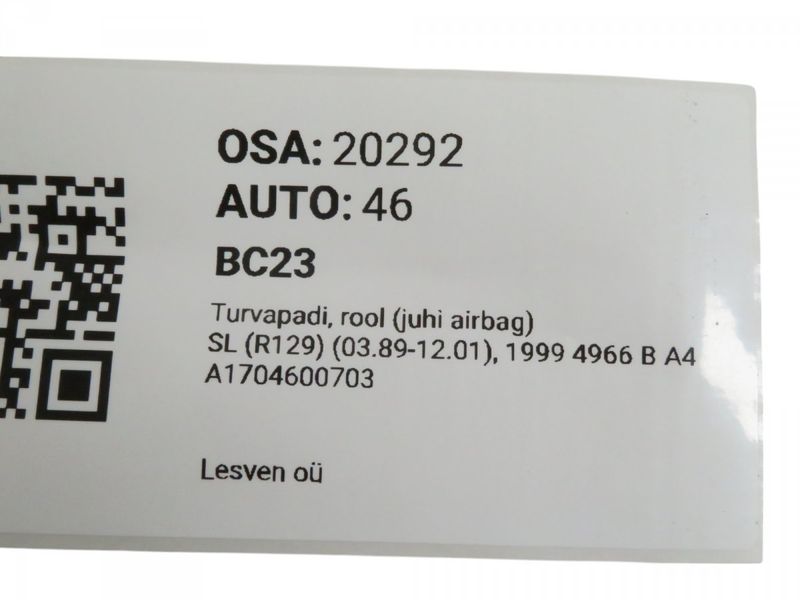 OSA: 20292
AUTO: 46
BC23
Turvapadi, rool (juhi airbag)
SL (R129) (03.89-12.01), 1999 4966 B A4
A1704600703
Lesven oü